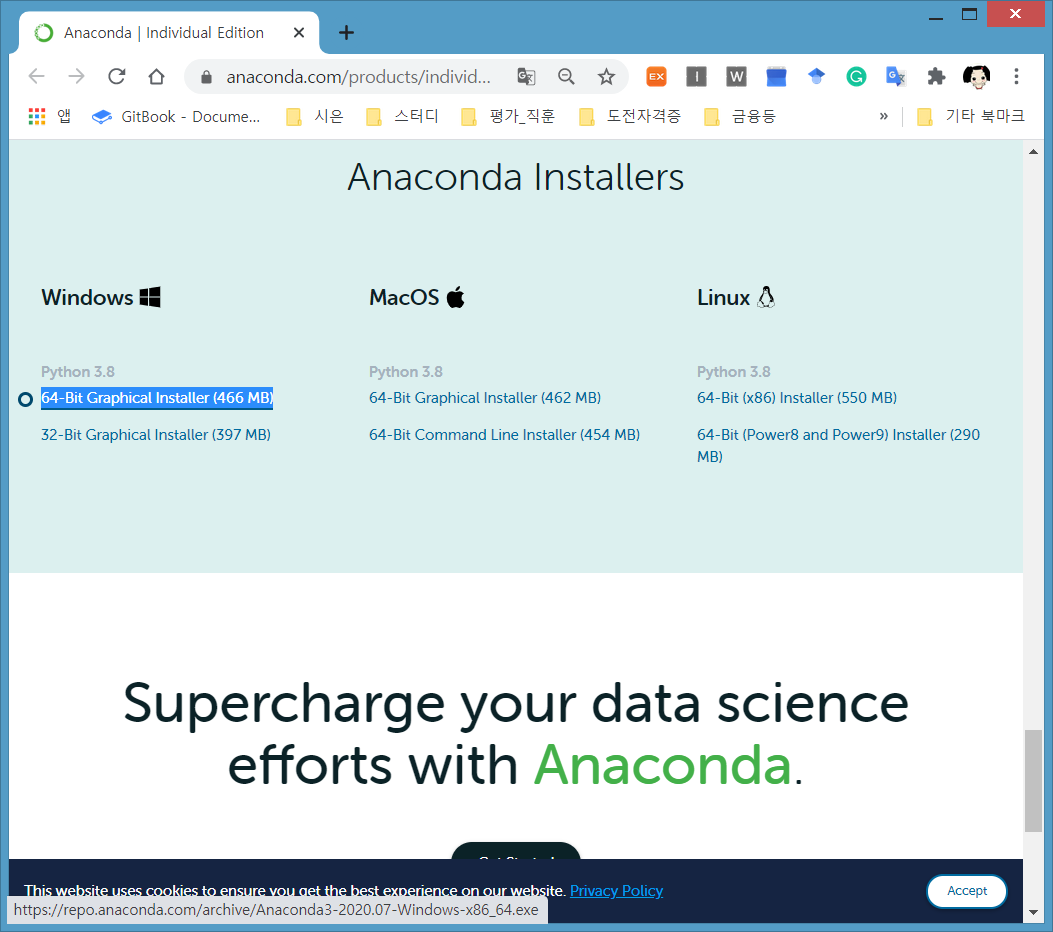 Anaconda | Individual Edition
anaconda.com/products/individ...
EX
I
W
G
G
앱
GitBook - Docume...
시은
스터디
평가_직훈
도전자격증
금융등
»
기타 북마크
Anaconda Installers
Windows
MacOS
Linux
Python 3.8
Python 3.8
Python 3.8
64-Bit Graphical Installer (466 MB)
64-Bit Graphical Installer (462 MB)
64-Bit (x86) Installer (550 MB)
32-Bit Graphical Installer (397 MB)
64-Bit Command Line Installer (454 MB)
64-Bit (Power8 and Power9) Installer (290
MB)
Supercharge your data science
efforts with Anaconda.
Get Started
This website uses cookies to ensure you get the best experience on our website. Privacy Policy
Accept
https://repo.anaconda.com/archive/Anaconda3-2020.07-Windows-x86_64.exe